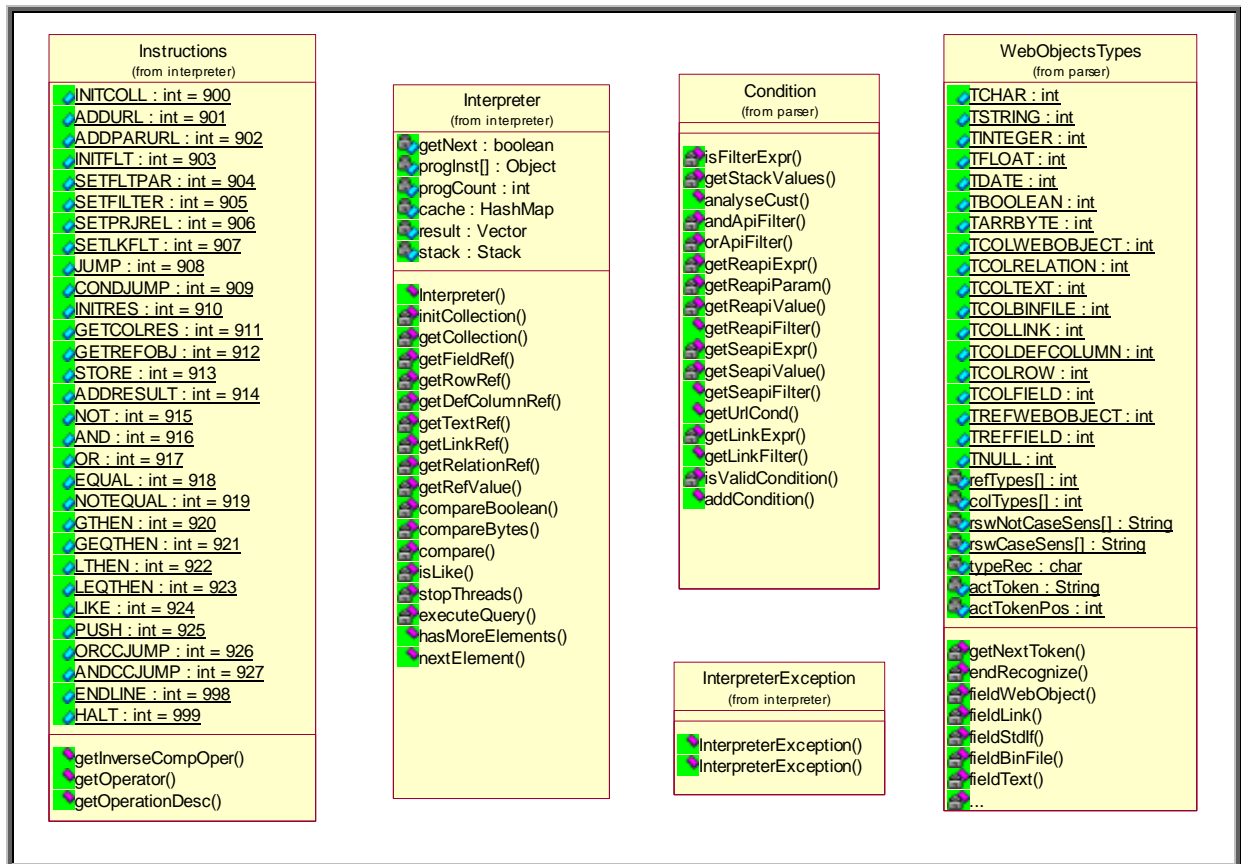 Instructions
(from interpreter)
INITCOLL : int = 900
ADDURL : int = 901
ADDPARURL : int = 902
INITFLT : int = 903
SETFLTPAR : int = 904
SETFILTER : int = 905
SETPRJREL : int = 906
SETLKFLT : int = 907
JUMP : int = 908
CONDJUMP : int = 909
INITRES : int = 910
GETCOLRES : int = 911
GETREFOBJ : int = 912
STORE : int = 913
ADDRESULT : int = 914
NOT : int = 915
AND : int = 916
OR : int = 917
EQUAL : int = 918
NOTEQUAL : int = 919
GTHEN : int = 920
GEQTHEN : int = 921
LTHEN : int = 922
LEQTHEN : int = 923
LIKE : int = 924
PUSH : int = 925
ORCCJUMP : int = 926
ANDCCJUMP : int = 927
ENDLINE : int = 998
HALT : int = 999
getInverseCompOper()
getOperator()
getOperationDesc()
Interpreter
(from interpreter)
getNext : boolean
progInst[] : Object
progCount : int
cache : HashMap
result : Vector
stack : Stack
Interpreter()
initCollection()
getCollection()
getFieldRef()
getRowRef()
getDefColumnRef()
getTextRef()
getLinkRef()
getRelationRef()
getRefValue()
compareBoolean()
compareBytes()
compare()
isLike()
stopThreads()
executeQuery()
hasMoreElements()
nextElement()
Condition
(from parser)
isFilterExpr()
getStackValues()
analyseCust()
andApiFilter()
orApiFilter()
getReapiExpr()
getReapiParam()
getReapiValue()
getReapiFilter()
getSeapiExpr()
getSeapiValue()
getSeapiFilter()
getUrlCond()
getLinkExpr()
getLinkFilter()
isValidCondition()
addCondition()
InterpreterException
(from interpreter)
InterpreterException()
InterpreterException()
WebObjectsTypes
(from parser)
TCHAR : int
TSTRING : int
TINTEGER : int
TFLOAT : int
TDATE : int
TBOOLEAN : int
TARRBYTE : int
TCOLWEBOBJECT : int
TCOLRELATION : int
TCOLTEXT : int
TCOLBINFILE : int
TCOLLINK : int
TCOLDEFCOLUMN : int
TCOLROW : int
TCOLFIELD : int
TREFWEBOBJECT : int
TREFFIELD : int
TNULL : int
refTypes[] : int
colTypes[] : int
rswNotCaseSens[] : String
rswCaseSens[] : String
typeRec : char
actToken : String
actTokenPos : int
getNextToken()
endRecognize()
fieldWebObject()
fieldLink()
fieldStdIf()
fieldBinFile()
fieldText()
...